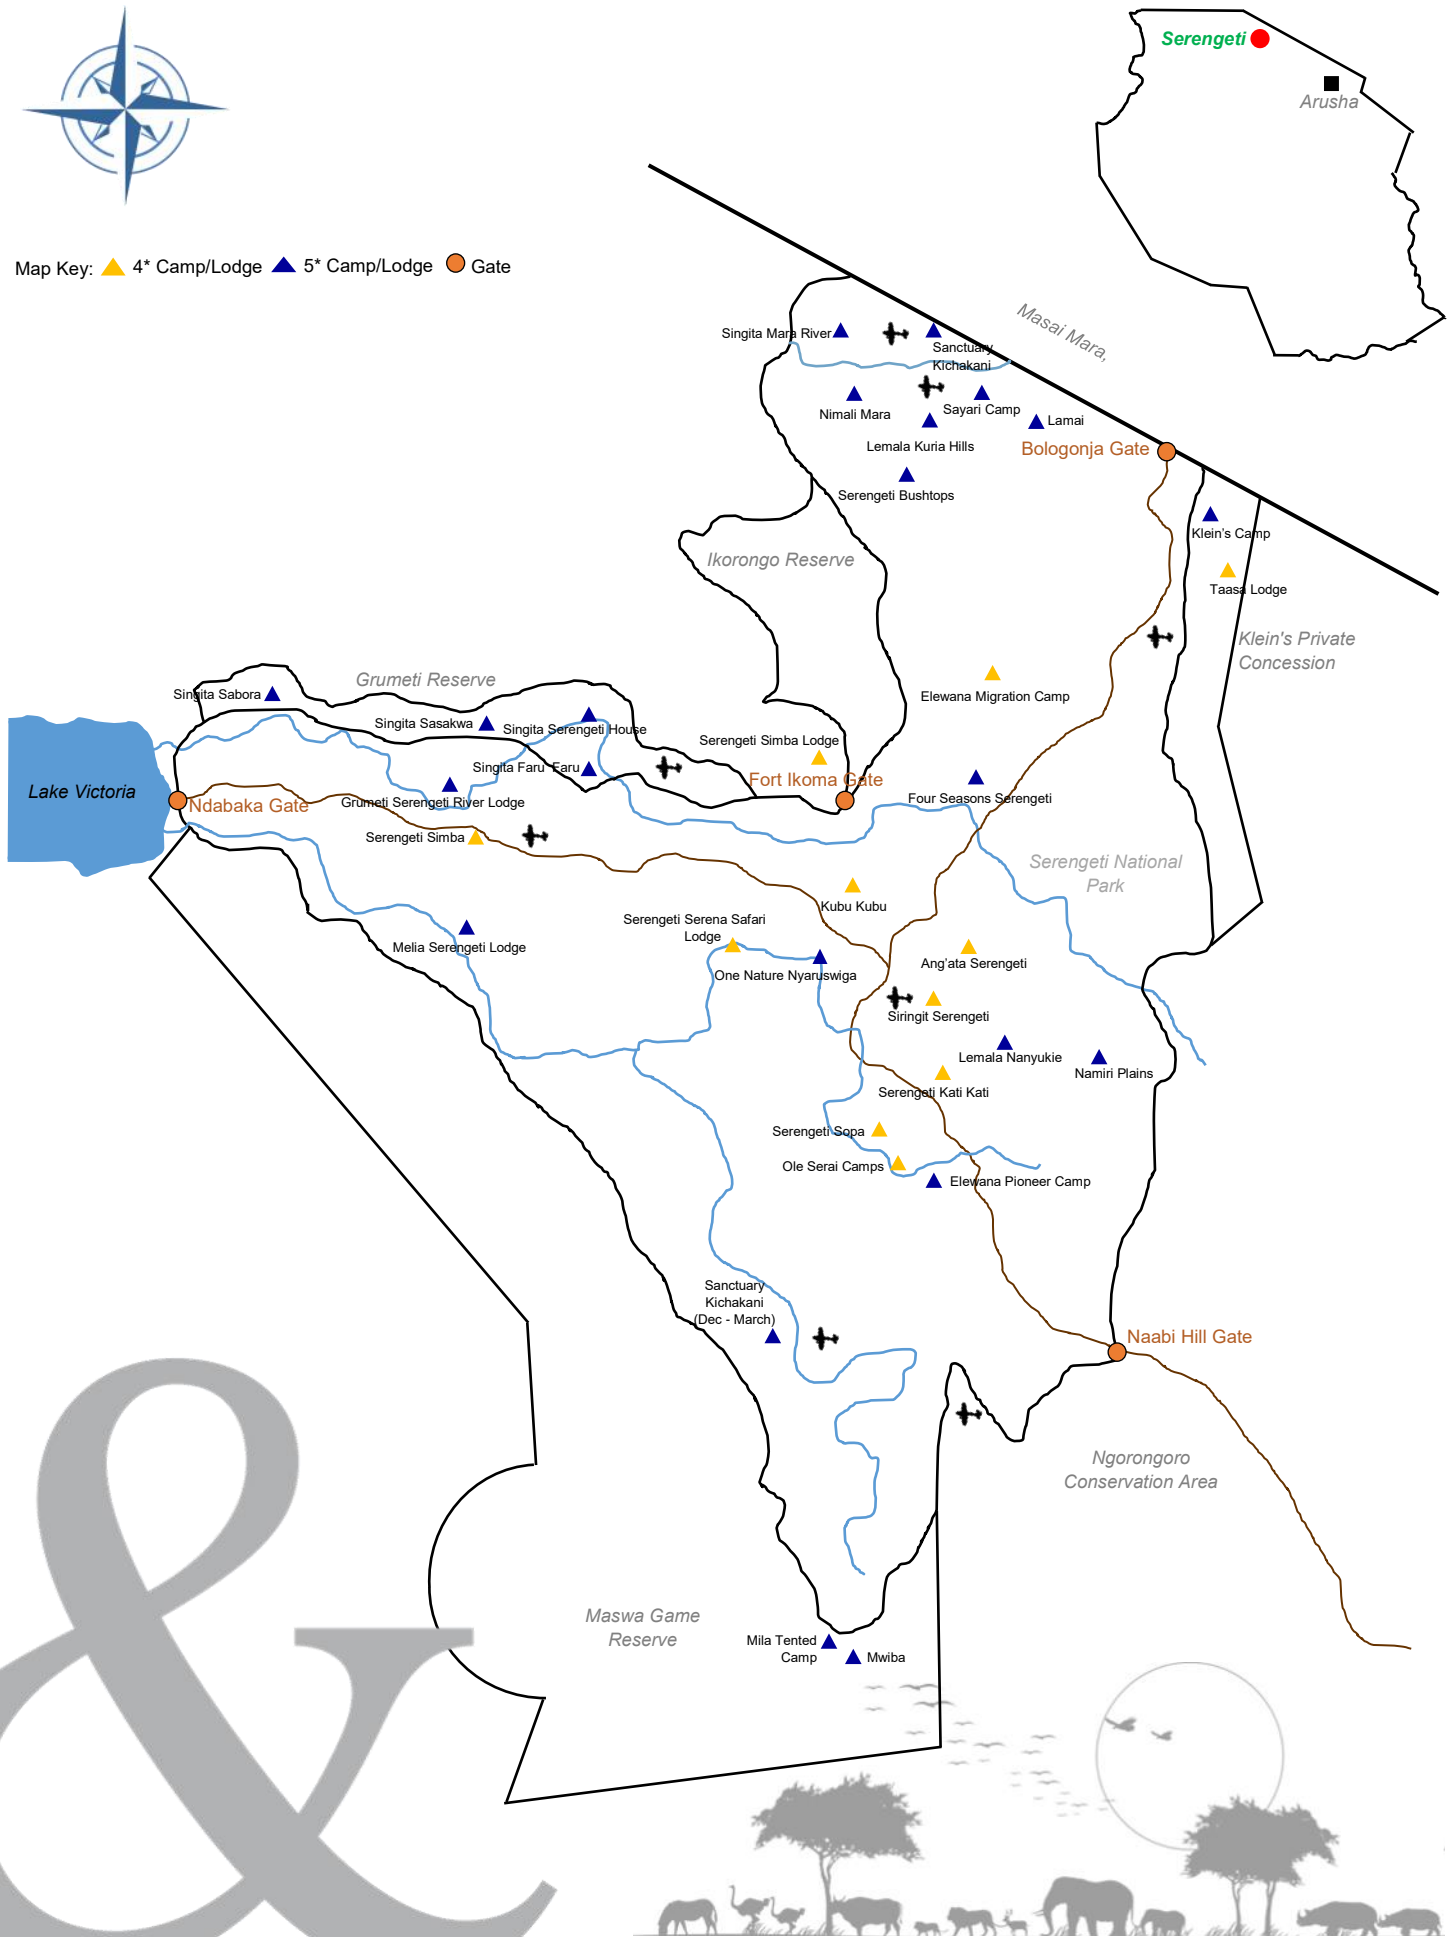 Serengeti
Arusha
Map Key: 4* Camp/Lodge 5* Camp/Lodge Gate
Masai Mara,
Singita Mara River
Sanctuary
Kichakani
Nimali Mara
Sayari Camp
Lamai
Lemala Kuria Hills
Bologonja Gate
Serengeti Bushtops
Klein's Camp
Ikorongo Reserve
Taasa Lodge
Klein's Private
Concession
Grumeti Reserve
Singita Sabora
Elewana Migration Camp
Singita Sasakwa
Singita Serengeti House
Serengeti Simba Lodge
Singita Faru Faru
Fort Ikoma Gate
Lake Victoria
Ndabaka Gate
Grumeti Serengeti River Lodge
Four Seasons Serengeti
Serengeti Simba
Serengeti National
Park
Kubu Kubu
Serengeti Serena Safari
Lodge
Melia Serengeti Lodge
One Nature Nyaruswiga
Ang'ata Serengeti
Siringit Serengeti
Lemala Nanyukie
Namiri Plains
Serengeti Kati Kati
Serengeti Sopa
Ole Serai Camps
Elewana Pioneer Camp
Sanctuary
Kichakani
(Dec - March)
Naabi Hill Gate
Ngorongoro
Conservation Area
Maswa Game
Reserve
Mila Tented
Camp
Mwiba
&